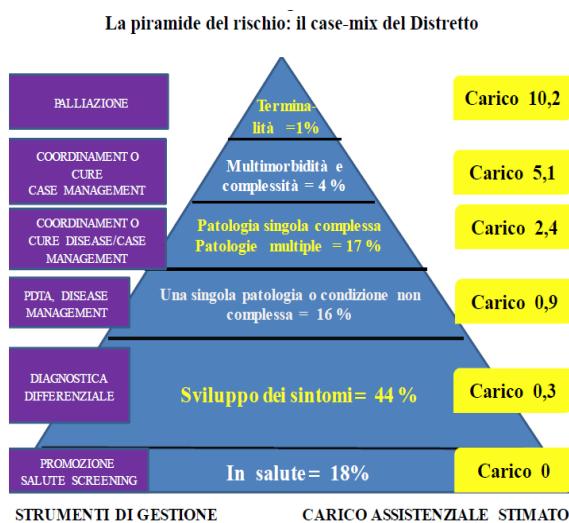 La piramide del rischio: il case-mix del Distretto
PALLIAZIONE
Termina-
lità =1%
Carico 10,2
COORDINAMENTO
CURE
CASE MANAGEMENT
Multimorbidità e
complessità = 4 %
Carico 5,1
COORDINAMENTO
CURE DISEASE/CASE
MANAGEMENT
Patologia singola complessa
Patologie multiple = 17 %
Carico 2,4
PDTA, DISEASE
MANAGEMENT
Una singola patologia o condizione non
complessa = 16 %
Carico 0,9
DIAGNOSTICA
DIFFERENZIALE
Sviluppo dei sintomi = 44 %
Carico 0,3
PROMOZIONE
SALUTE SCREENING
In salute = 18%
Carico 0
STRUMENTI DI GESTIONE
CARICO ASSISTENZIALE STIMATO